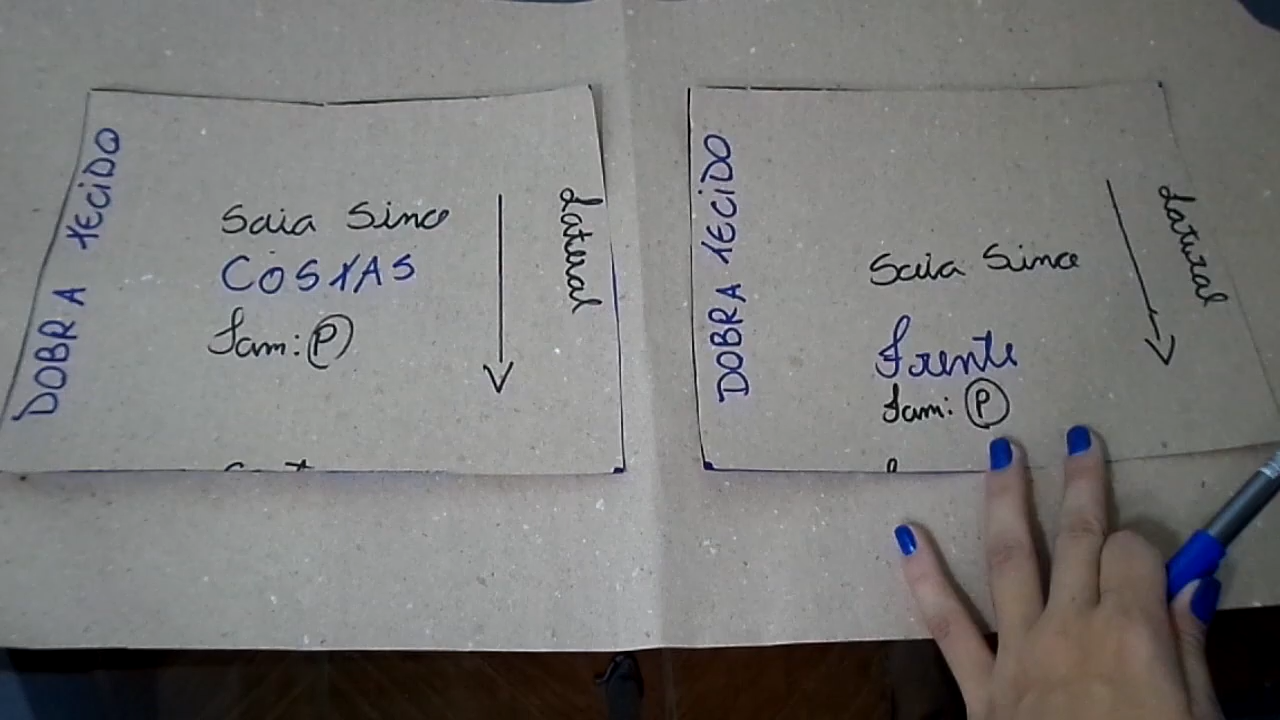 DOBRA TECIDO
Saia Sino
COSTAS
Tam: P
Lateral
DOBRA TECIDO
Saia Sino
Frente
Tam: P
Lateral